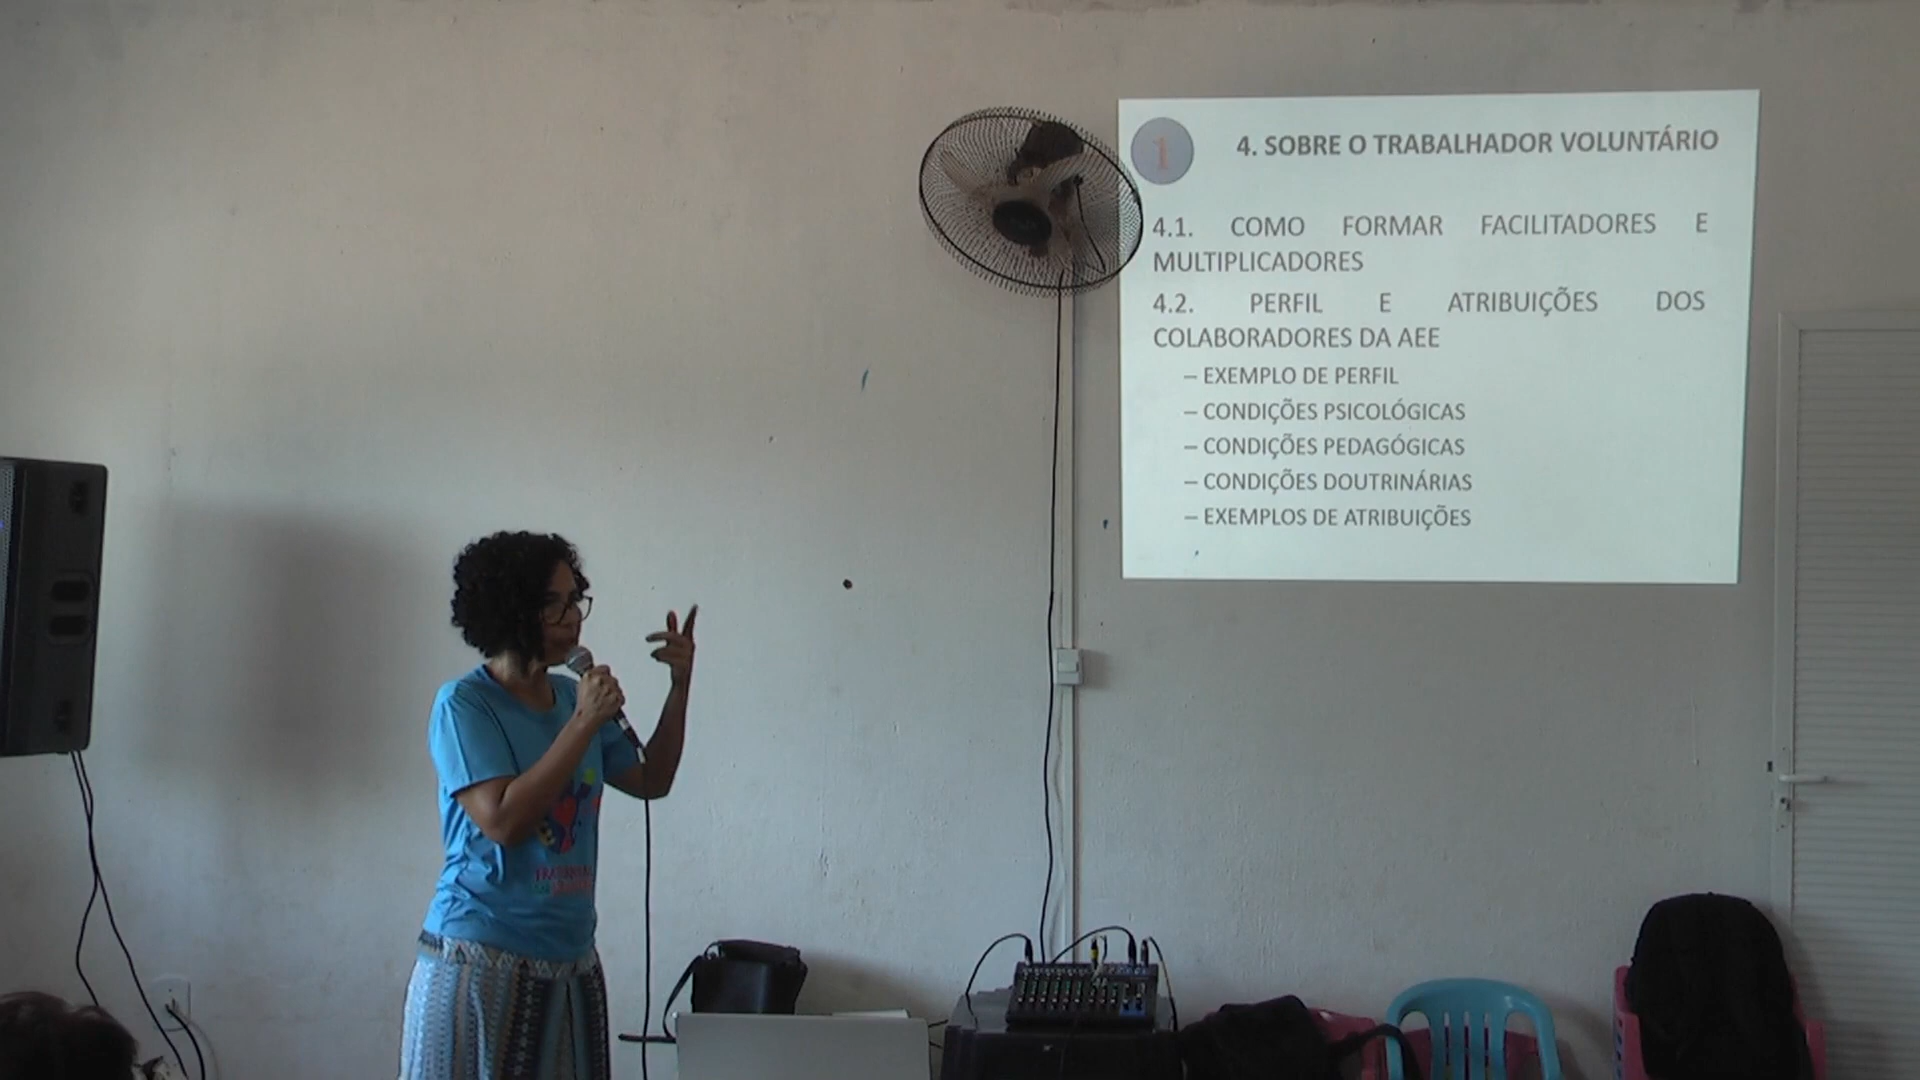 1
4. SOBRE O TRABALHADOR VOLUNTÁRIO
4.1. COMO FORMAR FACILITADORES E
MULTIPLICADORES
4.2. PERFIL E ATRIBUIÇÕES DOS
COLABORADORES DA AEE
– EXEMPLO DE PERFIL
– CONDIÇÕES PSICOLÓGICAS
– CONDIÇÕES PEDAGÓGICAS
– CONDIÇÕES DOUTRINÁRIAS
– EXEMPLOS DE ATRIBUIÇÕES